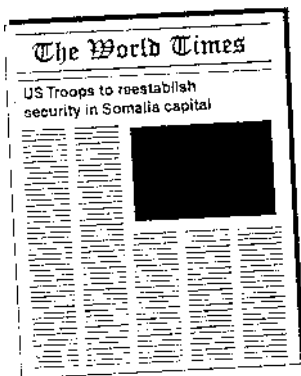 The World Times
US Troops to reestablish
security in Somalia capital